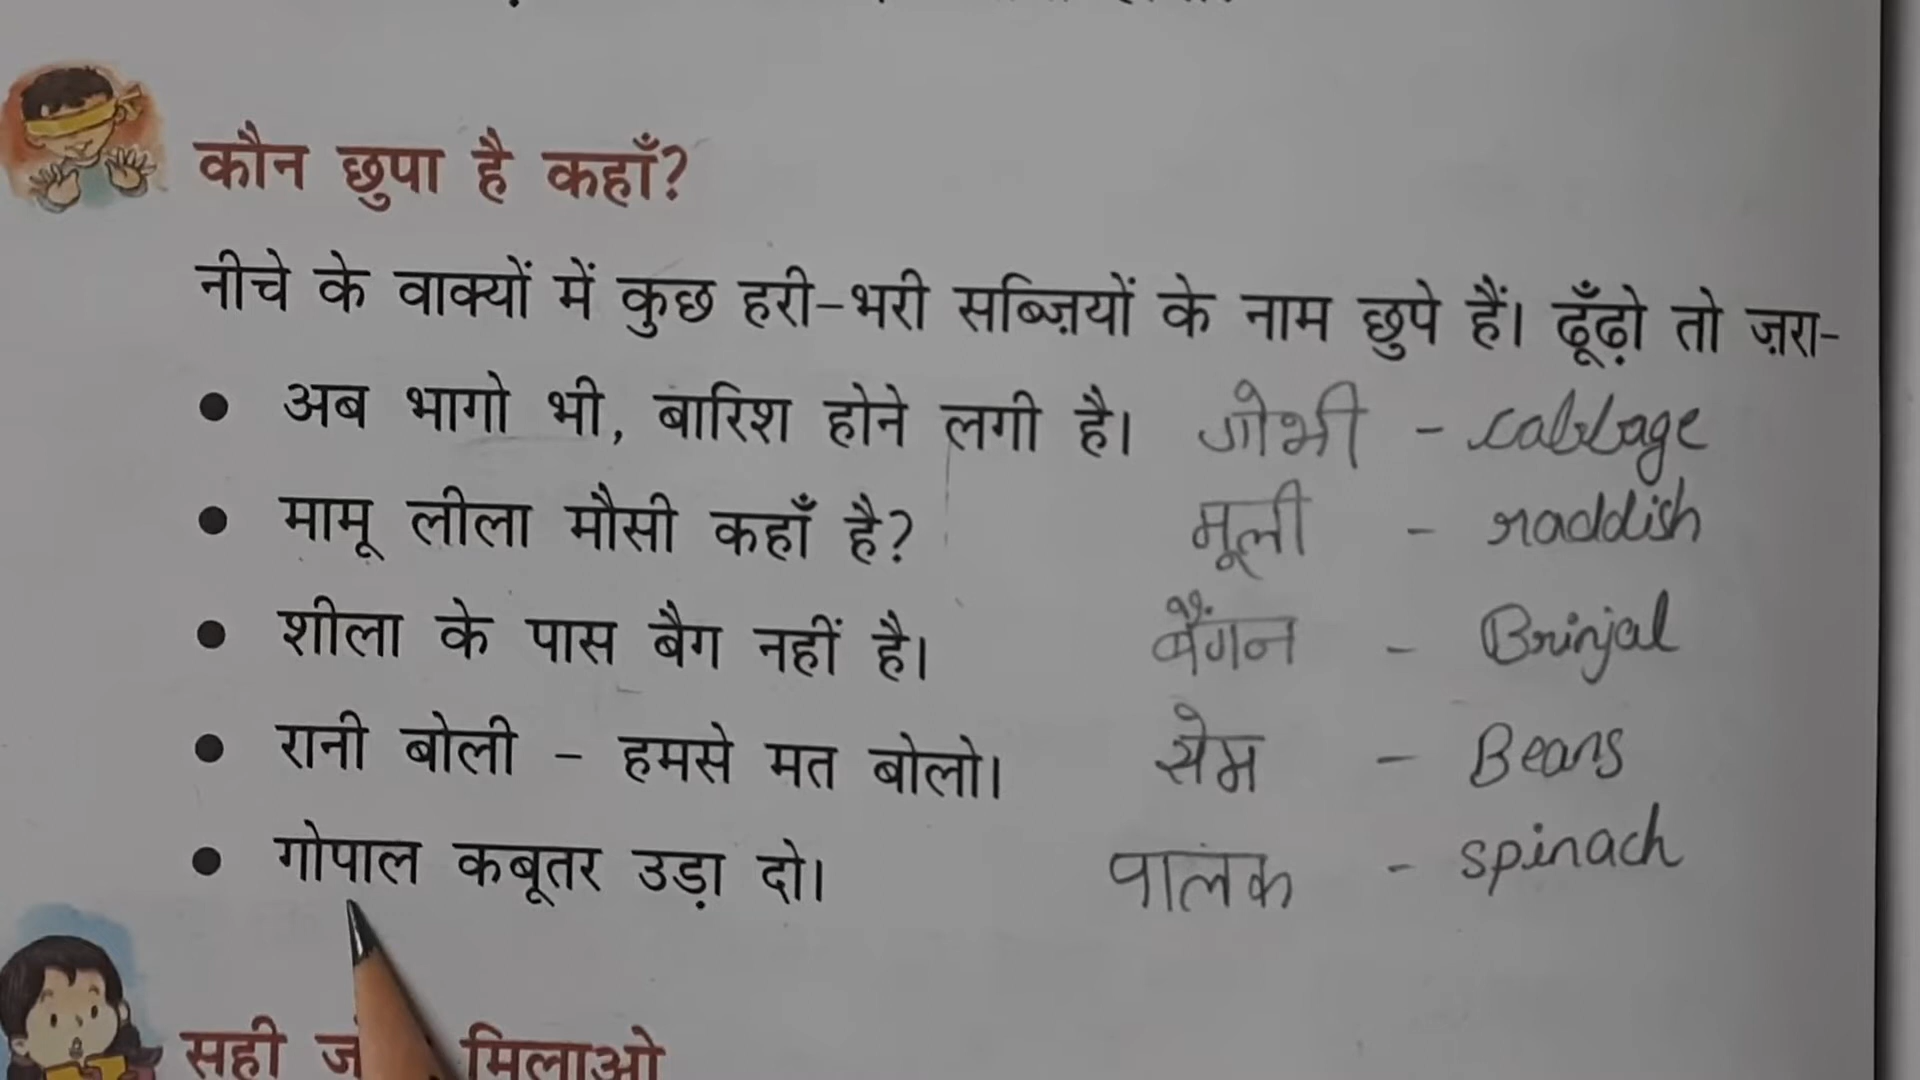 कौन छुपा है कहाँ?
नीचे के वाक्यों में कुछ हरी-भरी सब्ज़ियों के नाम छुपे हैं। ढूँढ़ो तो ज़रा-
• अब भागो भी, बारिश होने लगी है। गोभी - cabbage
• मामू लीला मौसी कहाँ है? मूली - raddish
• शीला के पास बैग नहीं है। बैंगन - Brinjal
• रानी बोली - हमसे मत बोलो। सेम - Beans
• गोपाल कबूतर उड़ा दो। पालक - spinach
सही मिलाओ